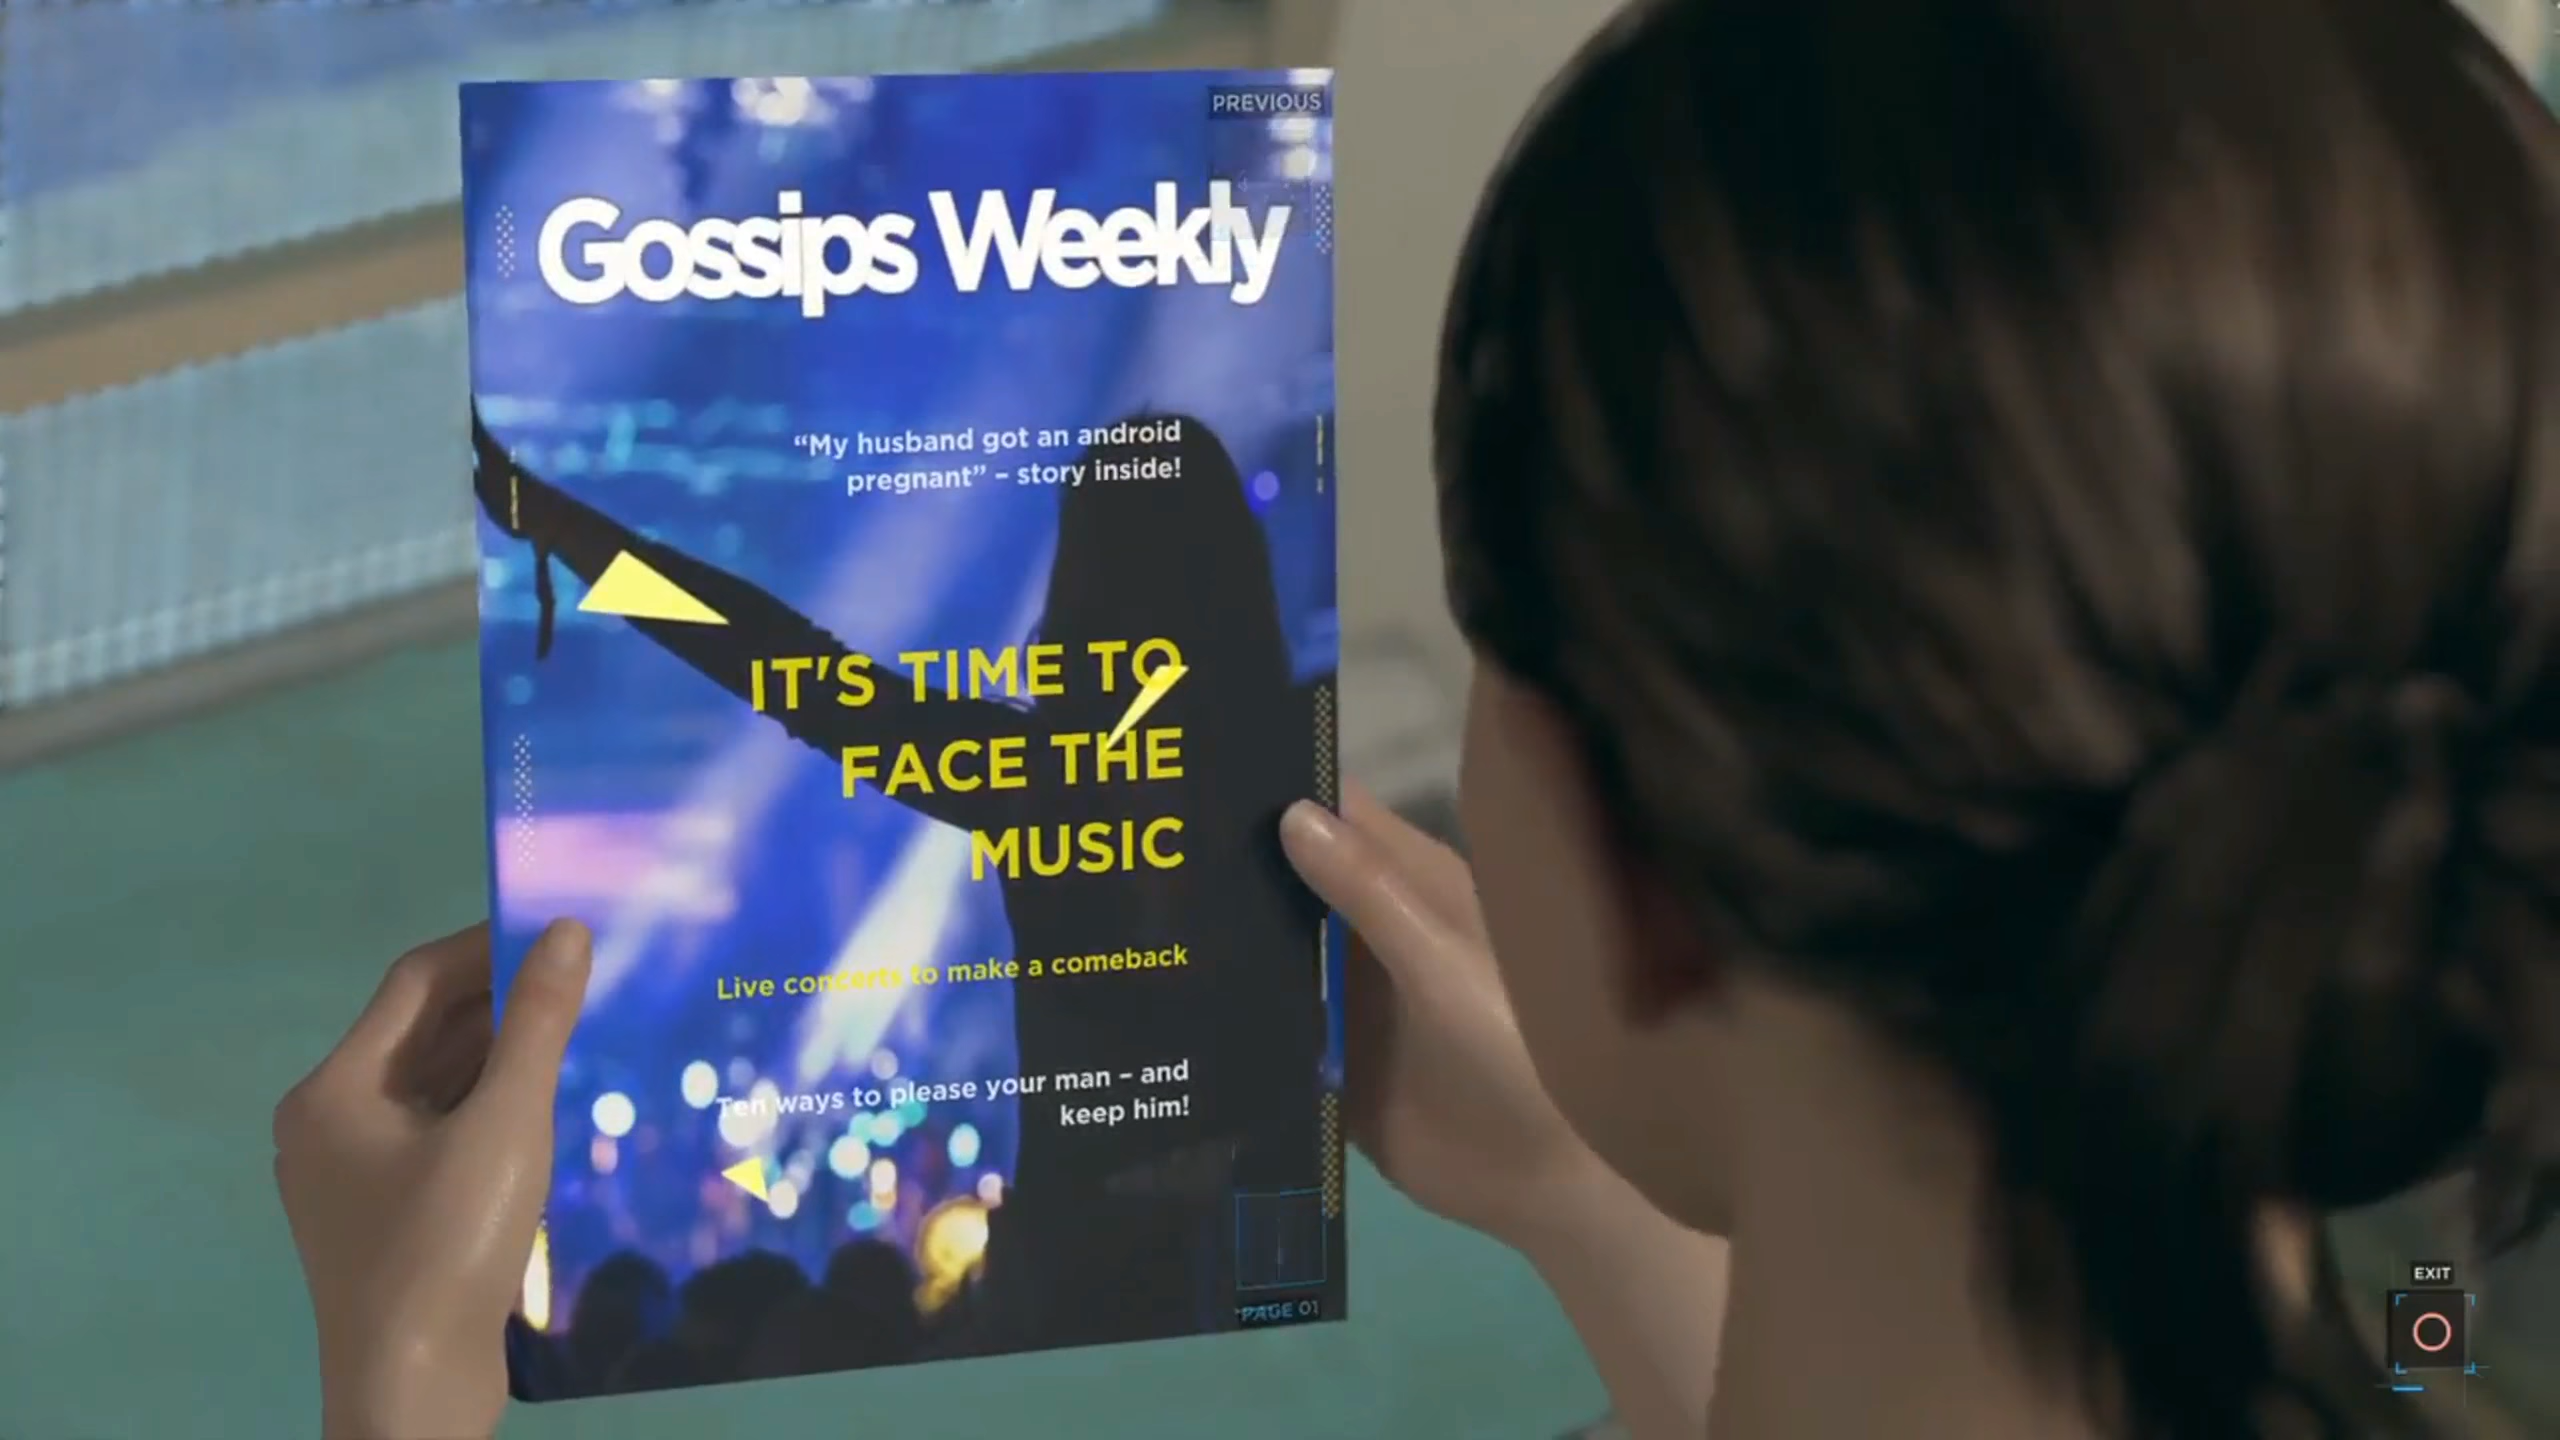 PREVIOUS
Gossips Weekly
“My husband got an android
pregnant” – story inside!
IT'S TIME TO
FACE THE
MUSIC
Live concerts to make a comeback
Ten ways to please your man – and
keep him!
PAGE 01
EXIT